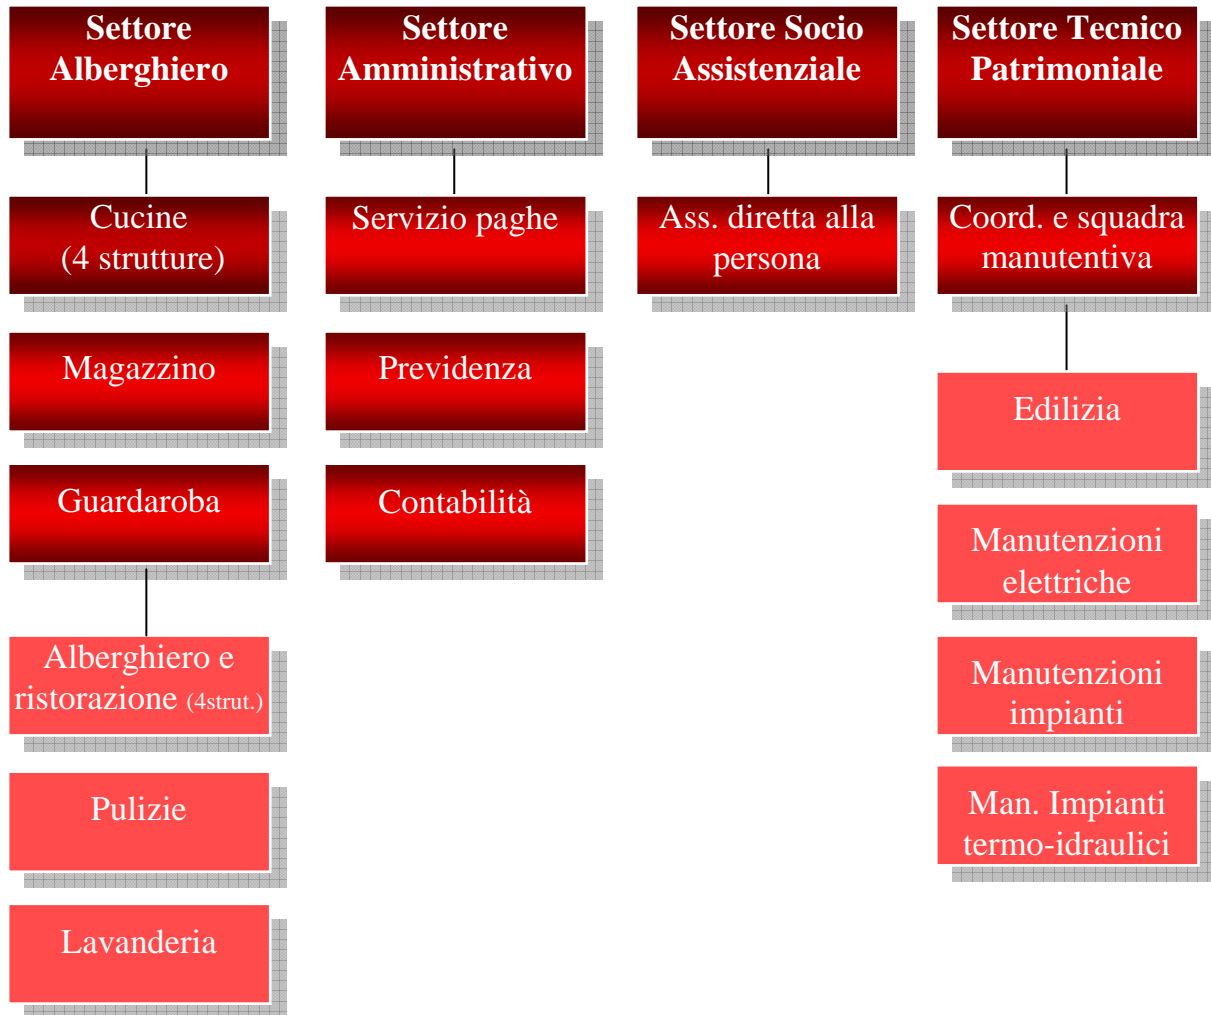 Settore
Alberghiero
Settore
Amministrativo
Settore Socio
Assistenziale
Settore Tecnico
Patrimoniale
Cucine
(4 strutture)
Servizio paghe
Ass. diretta alla
persona
Coord. e squadra
manutentiva
Magazzino
Previdenza
Edilizia
Guardaroba
Contabilità
Manutenzioni
elettriche
Alberghiero e
ristorazione (4strut.)
Manutenzioni
impianti
Pulizie
Man. Impianti
termo-idraulici
Lavanderia